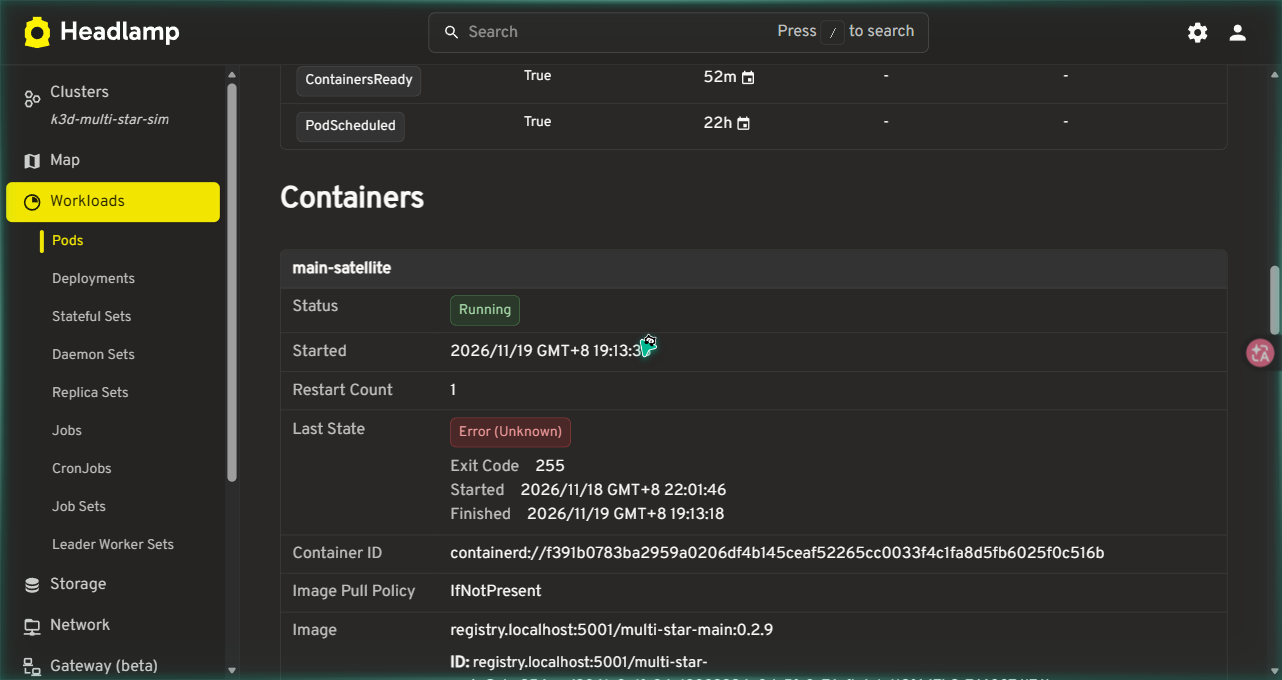 Headlamp
Search
Press / to search
Clusters
k3d-multi-star-sim
Map
Workloads
Pods
Deployments
Stateful Sets
Daemon Sets
Replica Sets
Jobs
CronJobs
Job Sets
Leader Worker Sets
Storage
Network
Gateway (beta)
ContainersReady True 52m - -
PodScheduled True 22h - -
Containers
main-satellite
Status Running
Started 2026/11/19 GMT+8
Restart Count 1
Last State Error (Unknown)
Exit Code 255
Started 2026/11/18 GMT+8 22:01:46
Finished 2026/11/19 GMT+8 19:13:18
Container ID containerd://f391b0783ba2959a0206df4b145ceaf52265cc0033f4c1fa8d5fb6025f0c516b
Image Pull Policy IfNotPresent
Image registry.localhost:5001/multi-star-main:0.2.9
ID: registry.localhost:5001/multi-star-